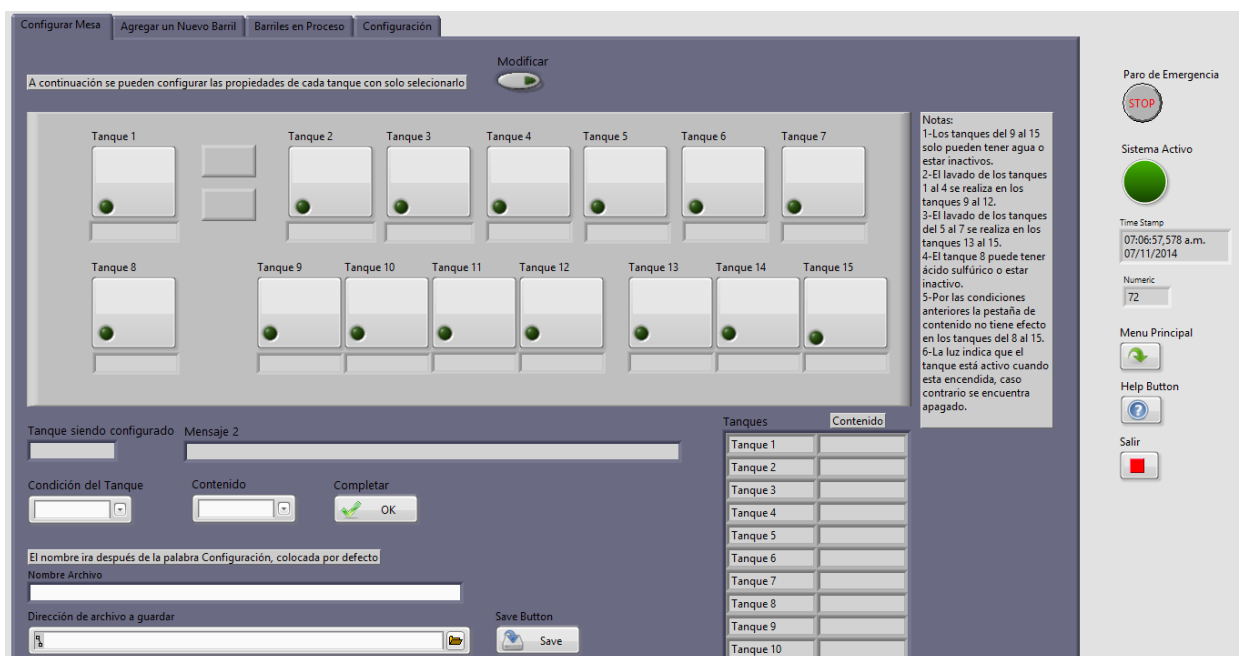 Configurar Mesa
Agregar un Nuevo Barril
Barriles en Proceso
Configuración
A continuación se pueden configurar las propiedades de cada tanque con solo selecionarlo
Modificar
Tanque 1
Tanque 2
Tanque 3
Tanque 4
Tanque 5
Tanque 6
Tanque 7
Tanque 8
Tanque 9
Tanque 10
Tanque 11
Tanque 12
Tanque 13
Tanque 14
Tanque 15
Notas:
1-Los tanques del 9 al 15
solo pueden tener agua o
estar inactivos.
2-El lavado de los tanques
1 al 4 se realiza en los
tanques 9 al 12.
3-El lavado de los tanques
del 5 al 7 se realiza en los
tanques 13 al 15.
4-El tanque 8 puede tener
ácido sulfúrico o estar
inactivo.
5-Por las condiciones
anteriores la pestaña de
contenido no tiene efecto
en los tanques del 8 al 15.
6-La luz indica que el
tanque está activo cuando
esta encendida, caso
contrario se encuentra
apagado.
Tanque siendo configurado
Mensaje 2
Condición del Tanque
Contenido
Completar
OK
El nombre ira después de la palabra Configuración, colocada por defecto
Nombre Archivo
Dirección de archivo a guardar
Save Button
Save
Tanques
Contenido
Tanque 1
Tanque 2
Tanque 3
Tanque 4
Tanque 5
Tanque 6
Tanque 7
Tanque 8
Tanque 9
Tanque 10
Paro de Emergencia
STOP
Sistema Activo
Time Stamp
07:06:57,578 a.m.
07/11/2014
Numeric
72
Menu Principal
Help Button
Salir